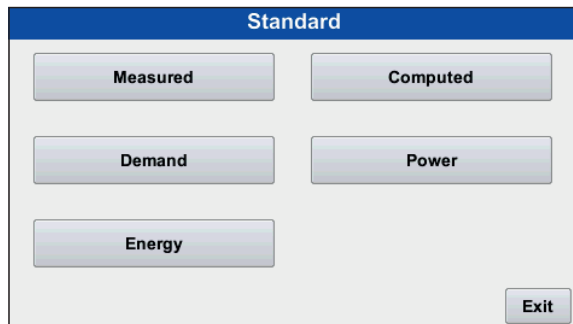 Standard
Measured
Computed
Demand
Power
Energy
Exit